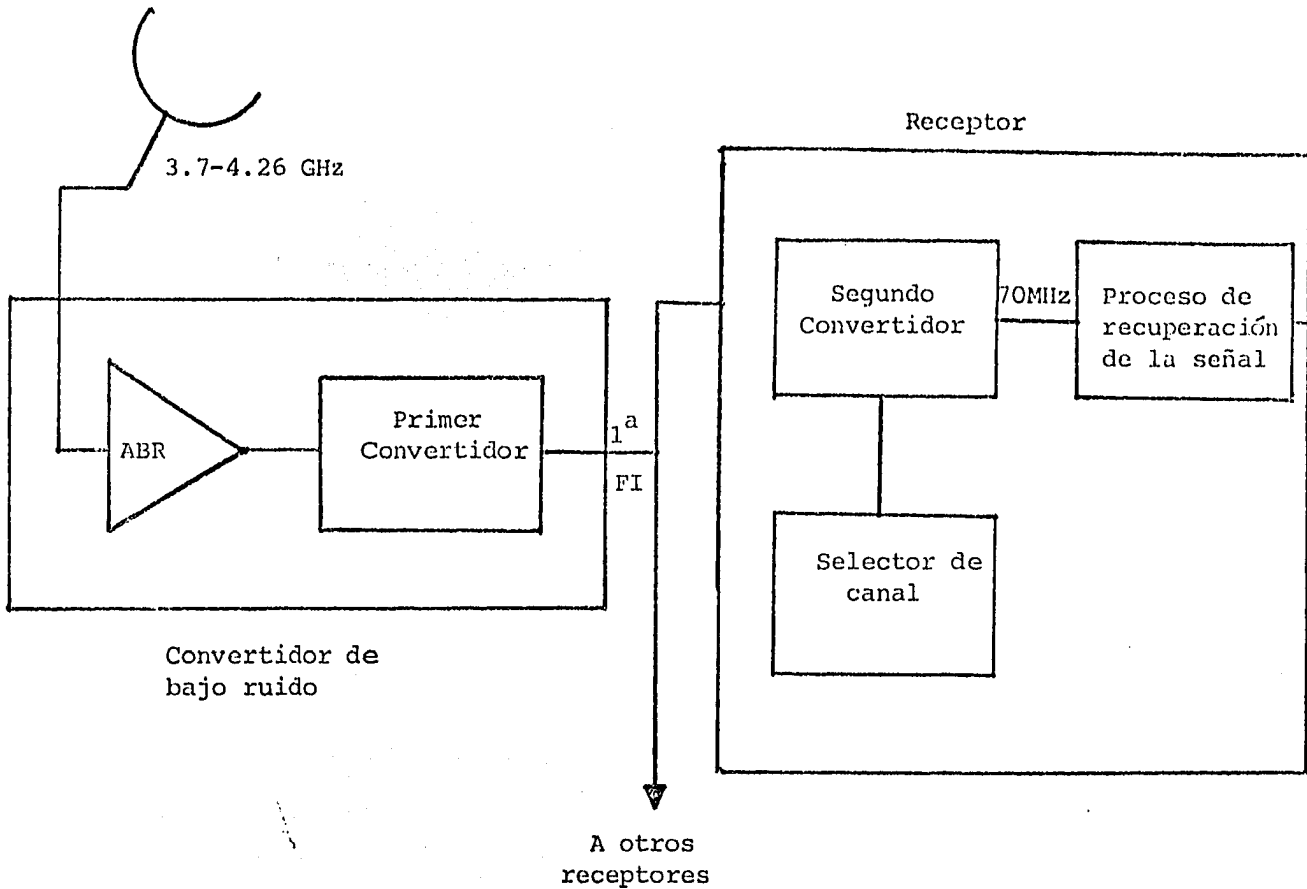 3.7-4.26 GHz
Receptor
ABR
Primer
Convertidor
1a
FI
Convertidor de
bajo ruido
Segundo
Convertidor
70MHz
Proceso de
recuperación
de la señal
Selector de
canal
A otros
receptores